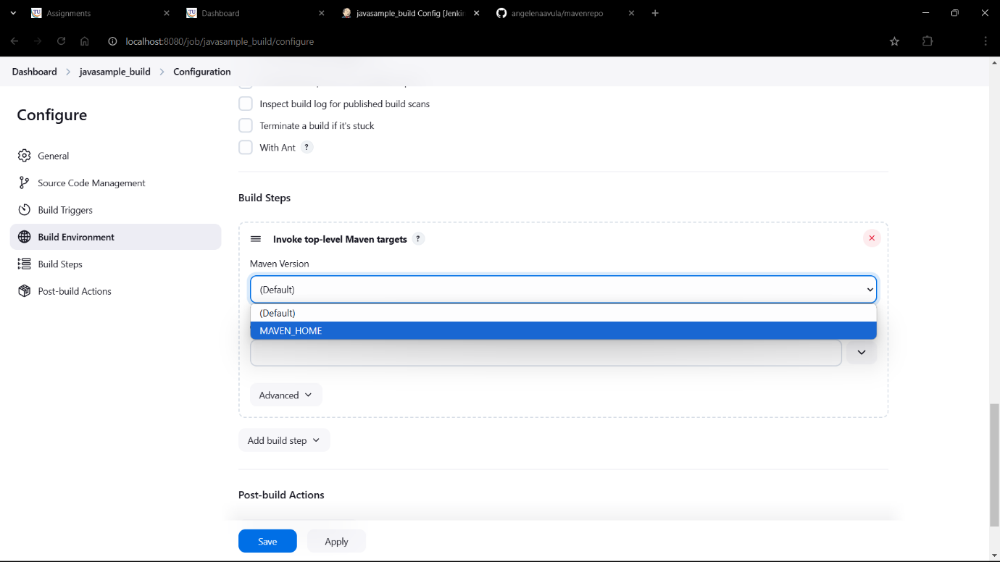 Assignments
Dashboard
javasample_build Config [Jenki
angelenaavula/mavenrepo
localhost:8080/job/javasample_build/configure
Dashboard
javasample_build
Configuration
Configure
General
Source Code Management
Build Triggers
Build Environment
Build Steps
Post-build Actions
Inspect build log for published build scans
Terminate a build if it's stuck
With Ant ?
Build Steps
Invoke top-level Maven targets ?
Maven Version
(Default)
(Default)
MAVEN_HOME
Advanced
Add build step
Post-build Actions
Save
Apply